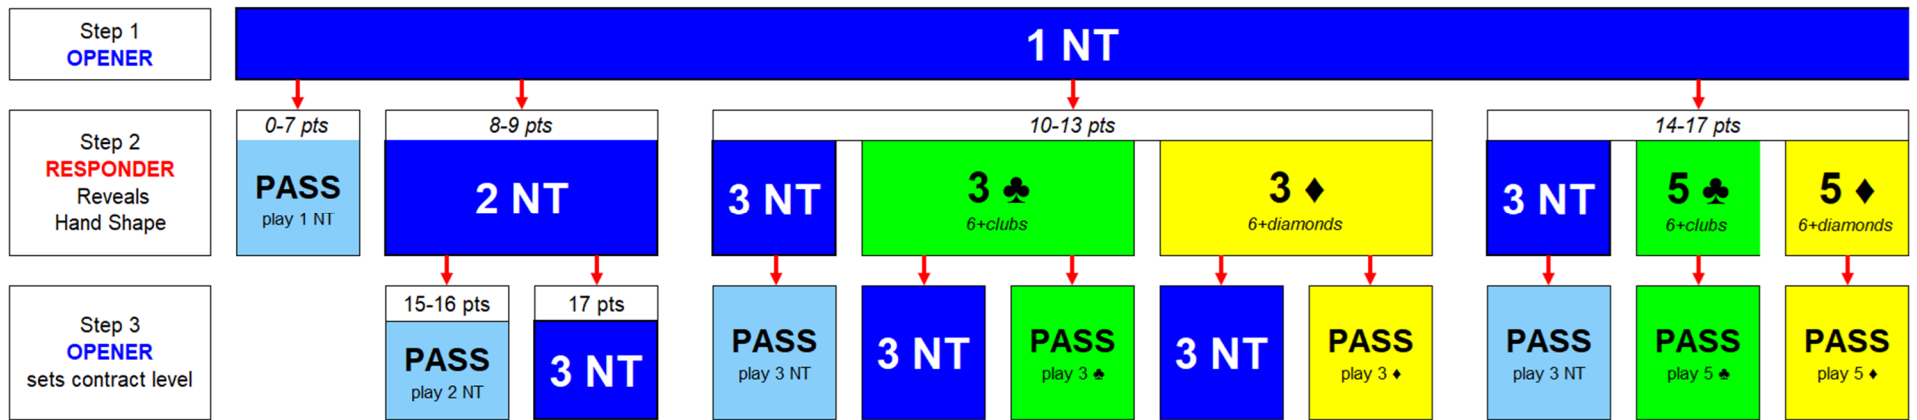 Step 1
OPENER
1 NT
Step 2
RESPONDER
Reveals
Hand Shape
0-7 pts
PASS
play 1 NT
8-9 pts
2 NT
10-13 pts
3 NT
3 ♣
6+clubs
3 ♦
6+diamonds
14-17 pts
3 NT
5 ♣
6+clubs
5 ♦
6+diamonds
Step 3
OPENER
sets contract level
15-16 pts
PASS
play 2 NT
17 pts
3 NT
PASS
play 3 NT
3 NT
PASS
play 3 ♣
3 NT
PASS
play 3 ♦
PASS
play 3 NT
PASS
play 5 ♣
PASS
play 5 ♦